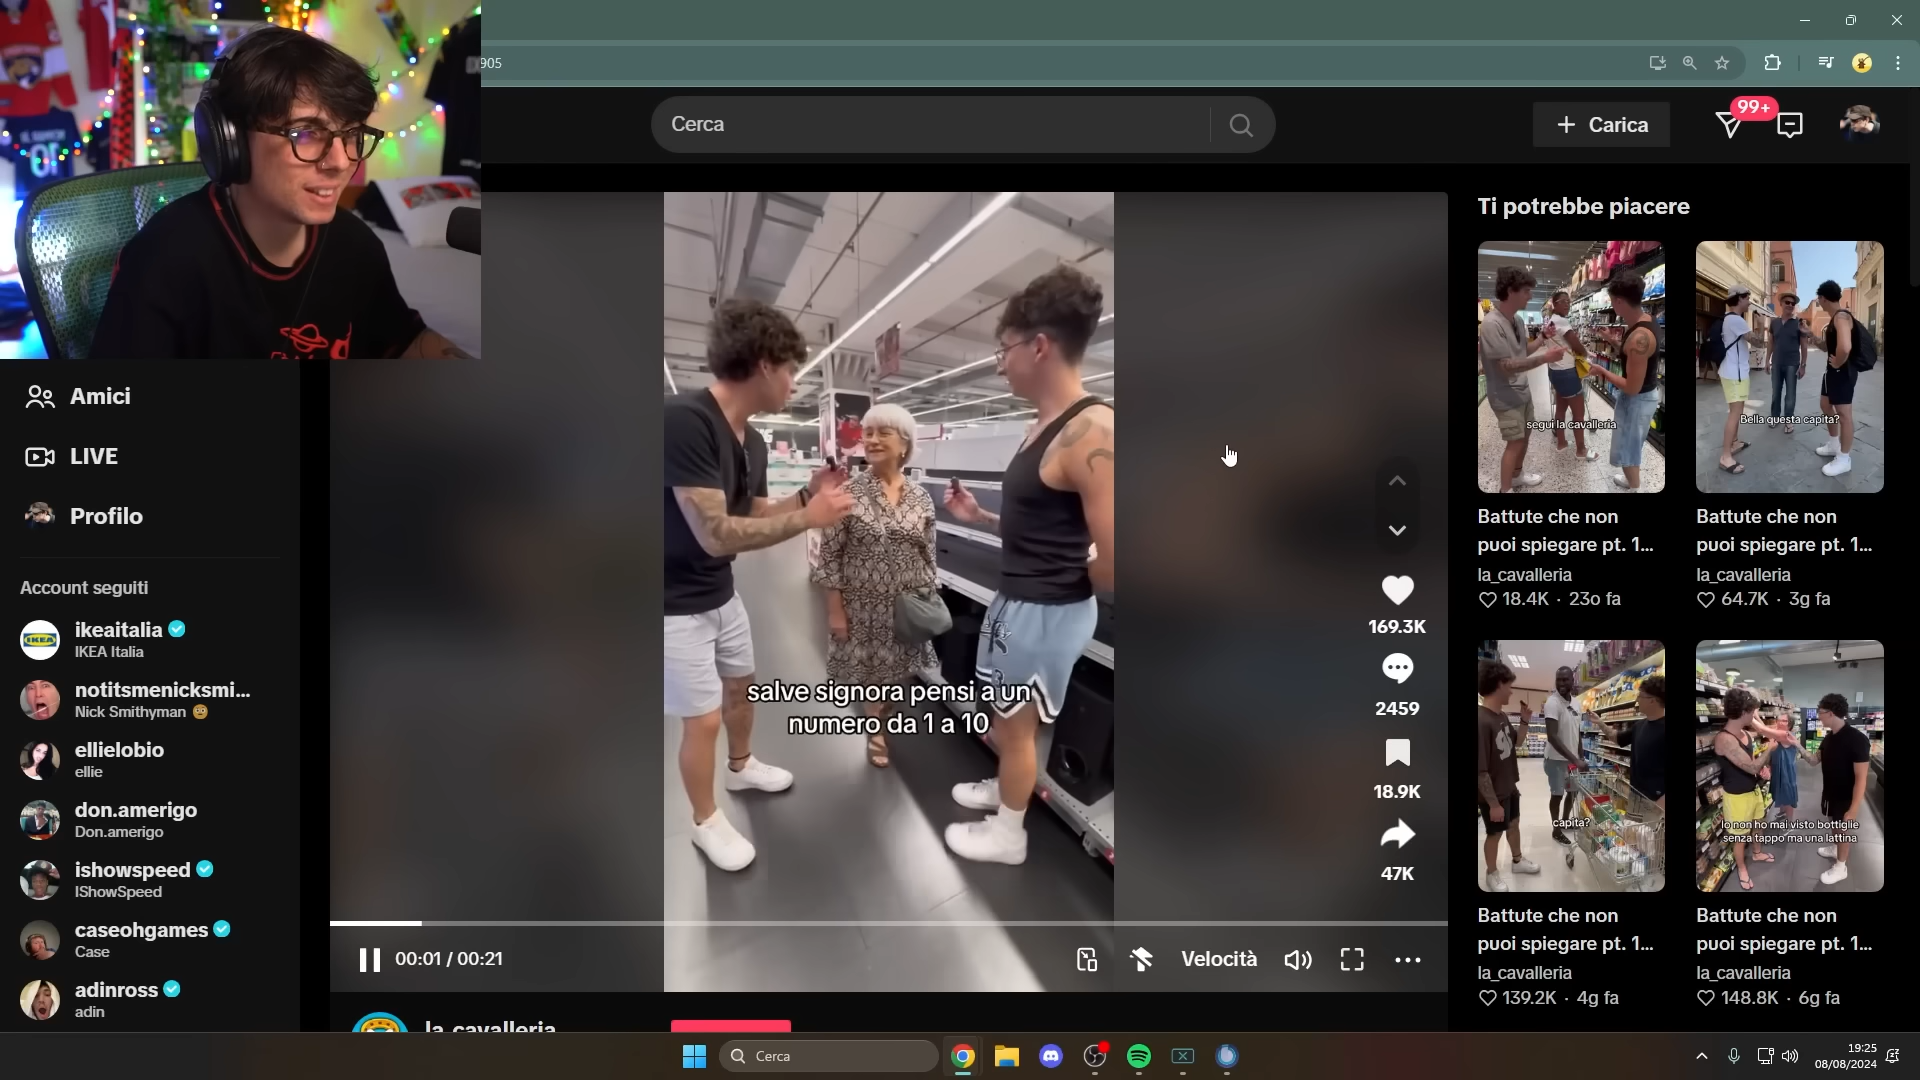 905
Cerca
Carica
99+
Amici
LIVE
Profilo
Account seguiti
IKEA
ikeaitalia
IKEA Italia
notitsmenicksmi...
Nick Smithyman
ellielobio
ellie
don.amerigo
Don.amerigo
ishowspeed
IShowSpeed
caseohgames
Case
adinross
adin
salve signora pensi a un
numero da 1 a 10
169.3K
2459
18.9K
47K
00:01 / 00:21
Velocità
la_cavalleria
Ti potrebbe piacere
segui la cavalleria
Battute che non
puoi spiegare pt. 1...
la_cavalleria
18.4K · 23o fa
Bella questa capita?
Battute che non
puoi spiegare pt. 1...
la_cavalleria
64.7K · 3g fa
capita?
Battute che non
puoi spiegare pt. 1...
la_cavalleria
139.2K · 4g fa
Io non ho mai visto bottiglie
senza tappo ma una lattina
Battute che non
puoi spiegare pt. 1...
la_cavalleria
148.8K · 6g fa
Cerca
19:25
08/08/2024